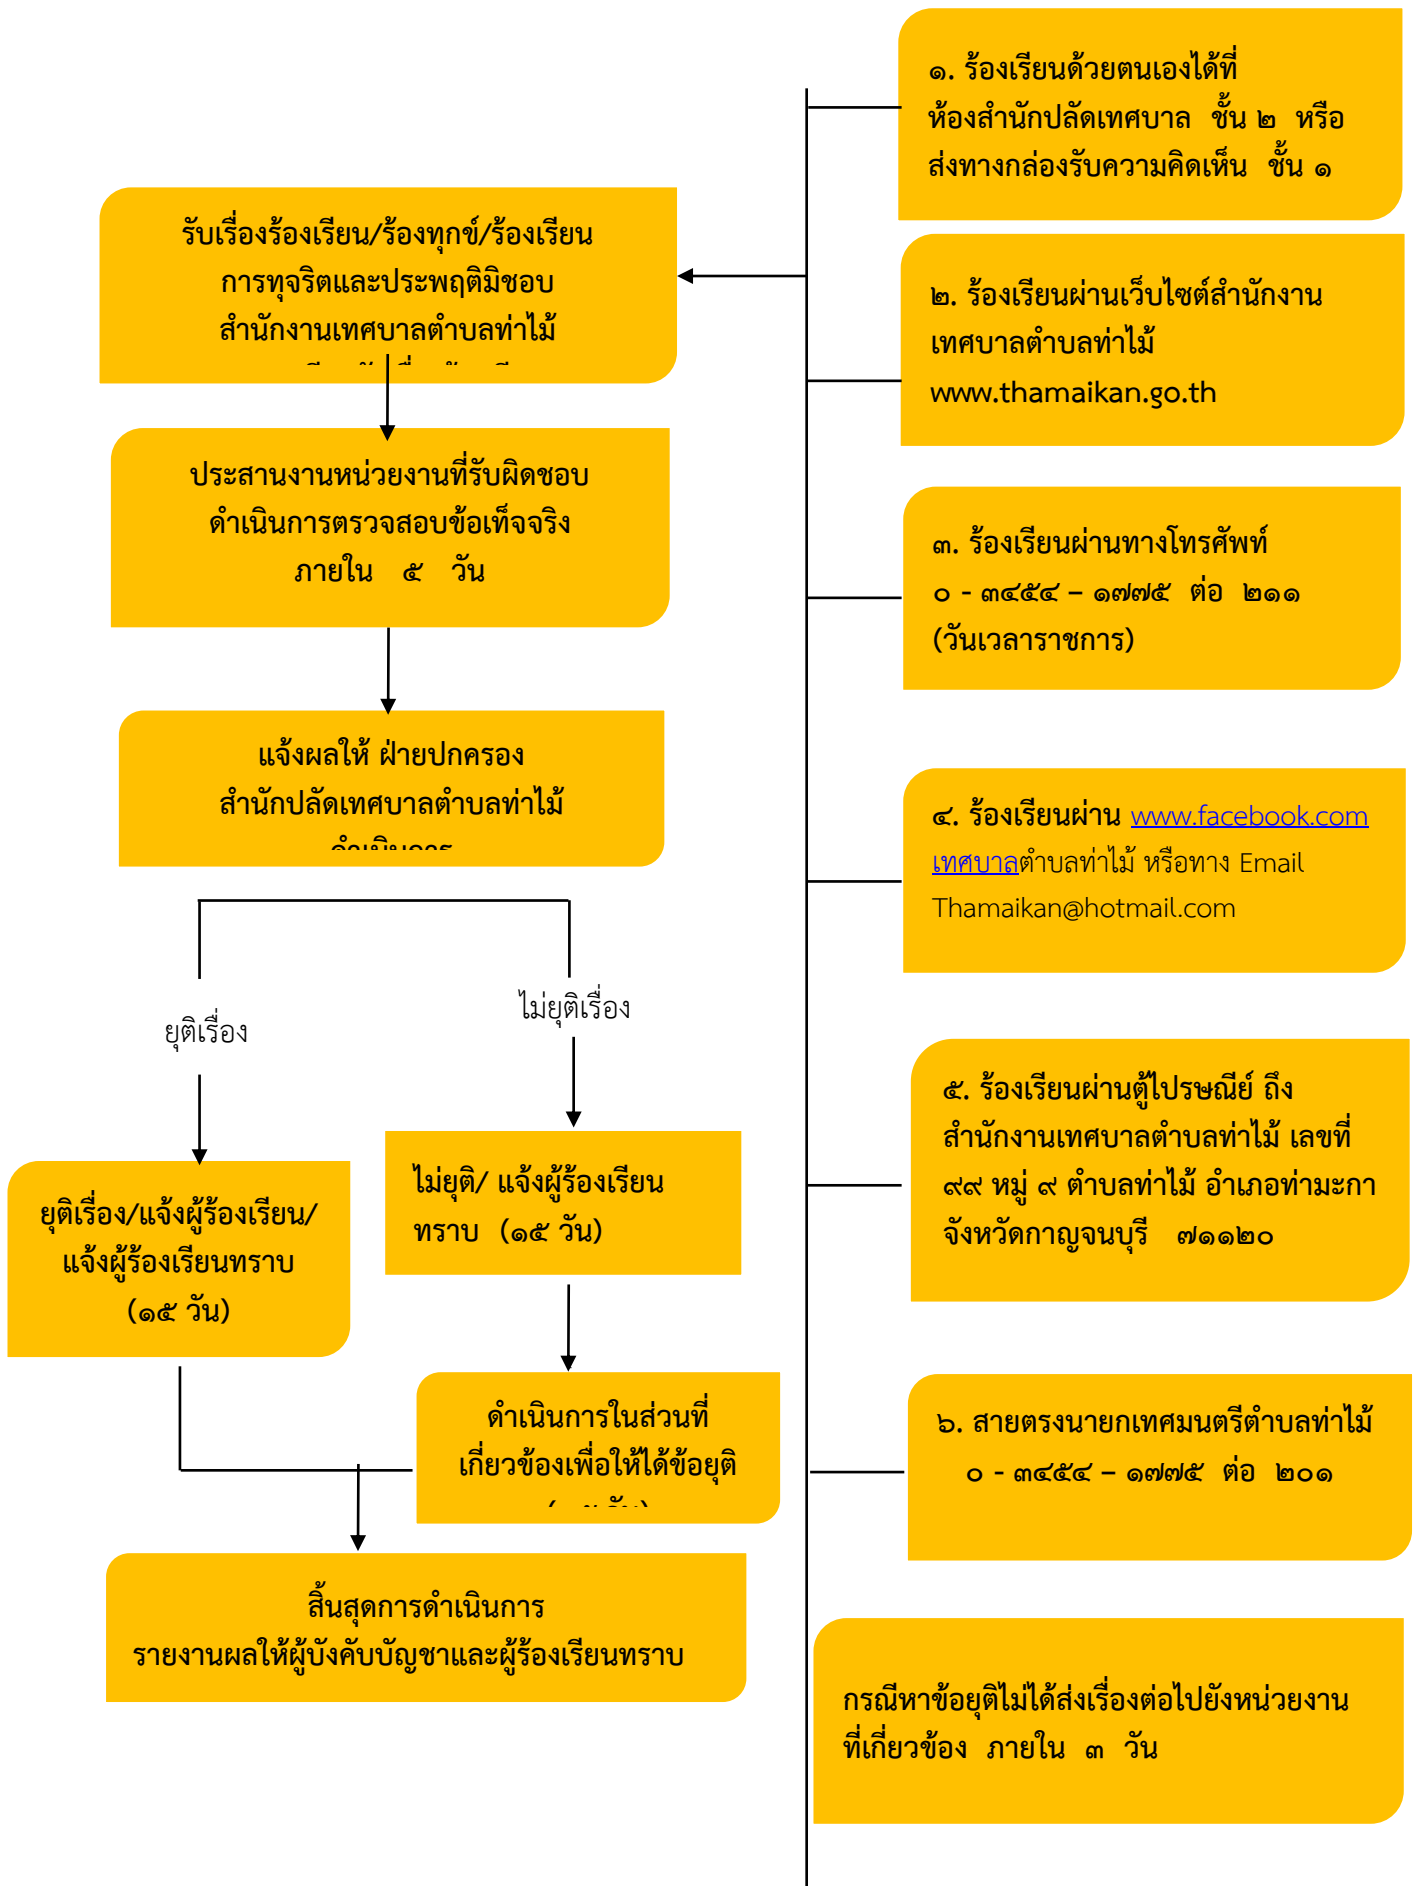 ๑. ร้องเรียนด้วยตนเองได้ที่
ห้องสำนักปลัดเทศบาล ชั้น ๒ หรือ
ส่งทางกล่องรับความคิดเห็น ชั้น ๑
รับเรื่องร้องเรียน/ร้องทุกข์/ร้องเรียน
การทุจริตและประพฤติมิชอบ
สำนักงานเทศบาลตำบลท่าไม้
๒. ร้องเรียนผ่านเว็บไซต์สำนักงาน
เทศบาลตำบลท่าไม้
www.thamaikan.go.th
ประสานงานหน่วยงานที่รับผิดชอบ
ดำเนินการตรวจสอบข้อเท็จจริง
ภายใน ๕ วัน
๓. ร้องเรียนผ่านทางโทรศัพท์
๐ - ๓๔๕๔ – ๑๗๗๕ ต่อ ๒๑๑
(วันเวลาราชการ)
แจ้งผลให้ ฝ่ายปกครอง
สำนักปลัดเทศบาลตำบลท่าไม้
ดำเนินการ
๔. ร้องเรียนผ่าน www.facebook.com
เทศบาลตำบลท่าไม้ หรือทาง Email
Thamaikan@hotmail.com
ยุติเรื่อง
ไม่ยุติเรื่อง
๕. ร้องเรียนผ่านตู้ไปรษณีย์ ถึง
สำนักงานเทศบาลตำบลท่าไม้ เลขที่
๙๙ หมู่ ๙ ตำบลท่าไม้ อำเภอท่ามะกา
จังหวัดกาญจนบุรี ๗๑๑๒๐
ยุติเรื่อง/แจ้งผู้ร้องเรียน/
แจ้งผู้ร้องเรียนทราบ
(๑๕ วัน)
ไม่ยุติ/ แจ้งผู้ร้องเรียน
ทราบ (๑๕ วัน)
ดำเนินการในส่วนที่
เกี่ยวข้องเพื่อให้ได้ข้อยุติ
๖. สายตรงนายกเทศมนตรีตำบลท่าไม้
๐ - ๓๔๕๔ – ๑๗๗๕ ต่อ ๒๐๑
สิ้นสุดการดำเนินการ
รายงานผลให้ผู้บังคับบัญชาและผู้ร้องเรียนทราบ
กรณีหาข้อยุติไม่ได้ส่งเรื่องต่อไปยังหน่วยงาน
ที่เกี่ยวข้อง ภายใน ๓ วัน